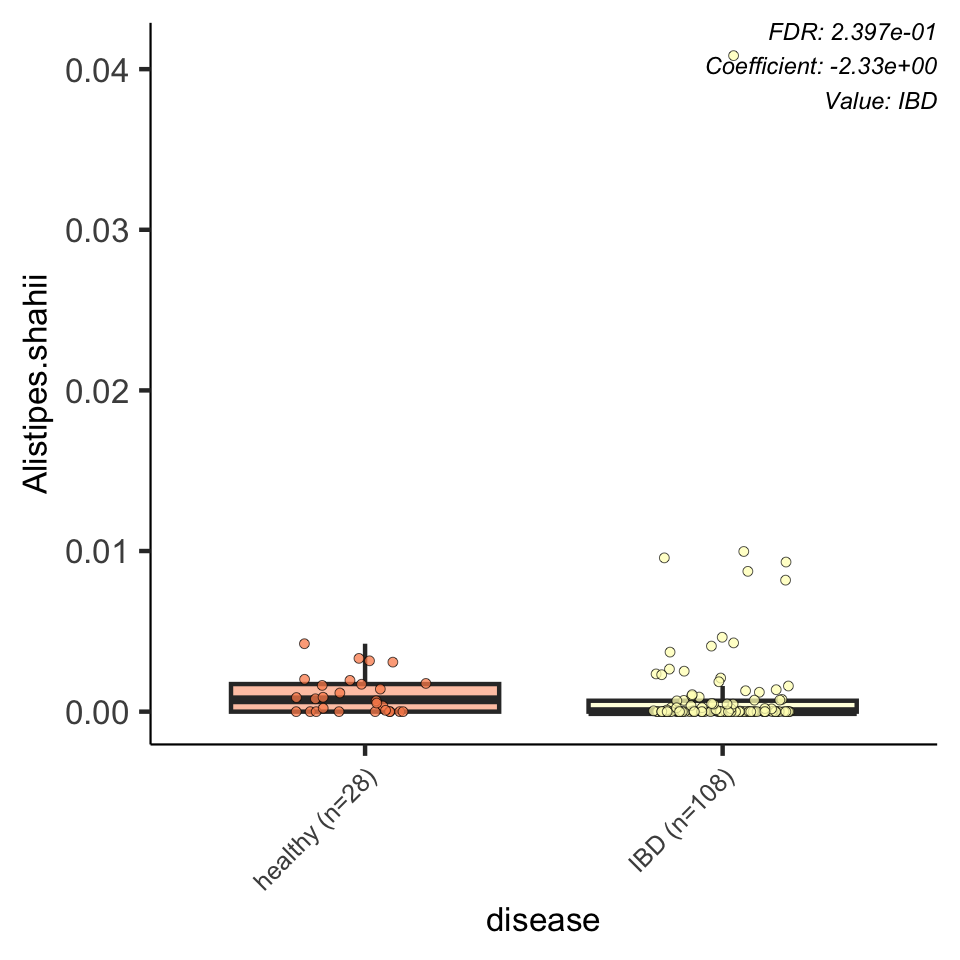 FDR: 2.397e-01
Coefficient: -2.33e+00
Value: IBD
0.04
0.03
0.02
0.01
0.00
Alistipes.shahii
healthy (n=28)
IBD (n=108)
disease